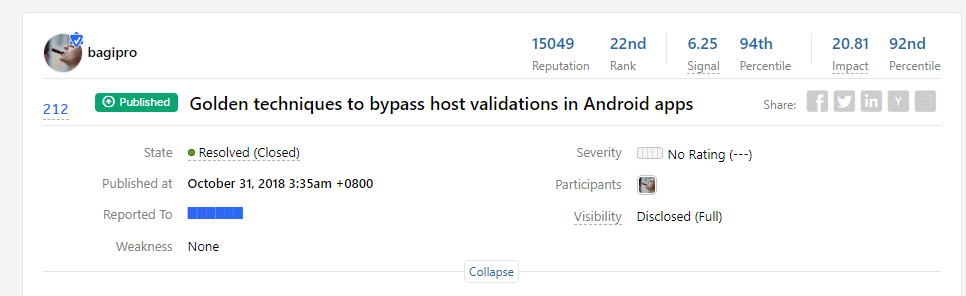 bagipro
15049 22nd 6.25 94th 20.81 92nd
Reputation Rank Signal Percentile Impact Percentile
212 Published Golden techniques to bypass host validations in Android apps Share:
State Resolved (Closed) Severity No Rating (---)
Published at October 31, 2018 3:35am +0800 Participants
Reported To Visibility Disclosed (Full)
Weakness None
Collapse